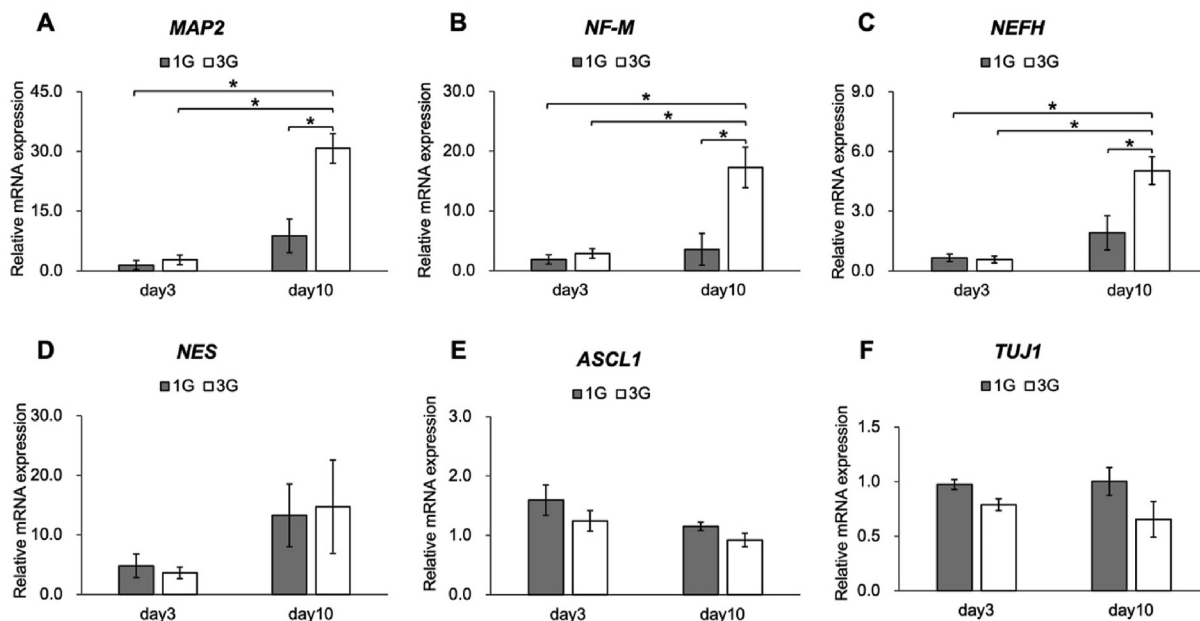 A
MAP2
1G 3G
Relative mRNA expression
45.0
30.0
15.0
0.0
*
*
*
day3 day10
B
NF-M
1G 3G
Relative mRNA expression
30.0
20.0
10.0
0.0
*
*
*
day3 day10
C
NEFH
1G 3G
Relative mRNA expression
9.0
6.0
3.0
0.0
*
*
*
day3 day10
D
NES
1G 3G
Relative mRNA expression
30.0
20.0
10.0
0.0
day3 day10
E
ASCL1
1G 3G
Relative mRNA expression
3.0
2.0
1.0
0.0
day3 day10
F
TUJ1
1G 3G
Relative mRNA expression
1.5
1.0
0.5
0.0
day3 day10